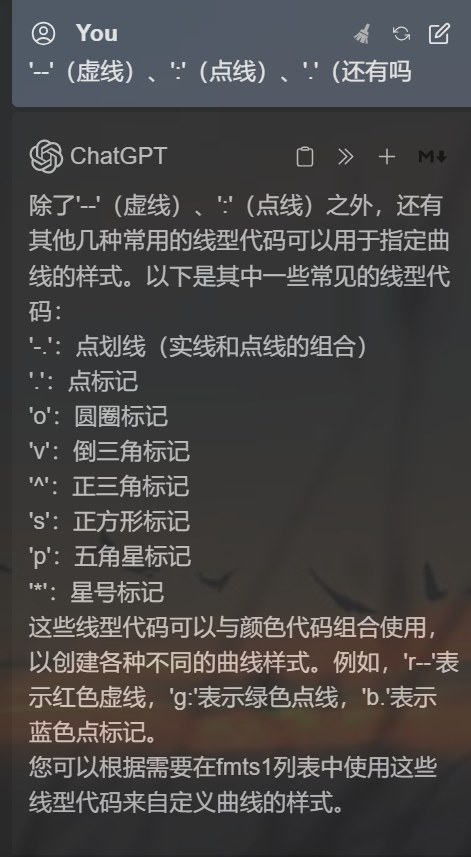 You
'--'（虚线）、':'（点线）、'.'（还有吗
ChatGPT
M
除了'--'（虚线）、':'（点线）之外，还有
其他几种常用的线型代码可以用于指定曲
线的样式。以下是其中一些常见的线型代
码：
'-.'：点划线（实线和点线的组合）
'.'：点标记
'o'：圆圈标记
'v'：倒三角标记
'^'：正三角标记
's'：正方形标记
'p'：五角星标记
'*'：星号标记
这些线型代码可以与颜色代码组合使用，
以创建各种不同的曲线样式。例如，'r--'表
示红色虚线，'g:'表示绿色点线，'b.'表示
蓝色点标记。
您可以根据需要在fmts1列表中使用这些
线型代码来自定义曲线的样式。